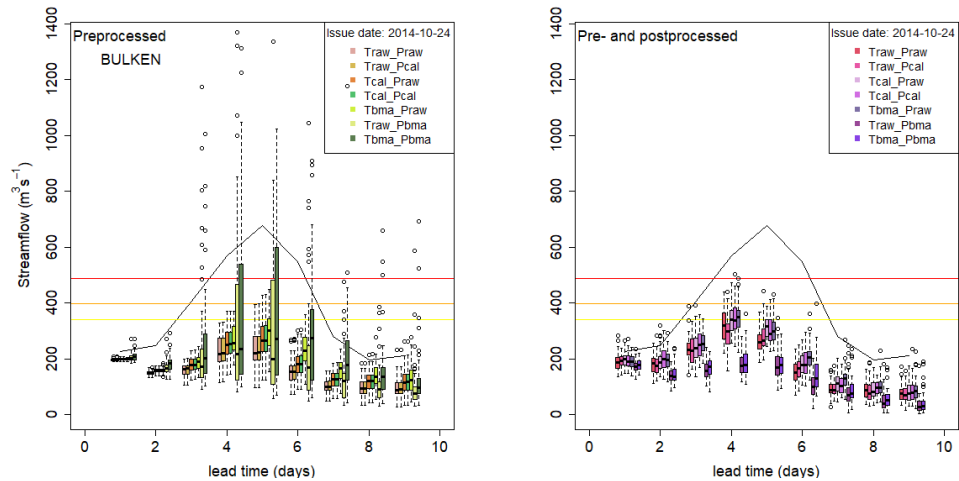 1400
1200
1000
800
600
400
200
0
Streamflow (m³ s⁻¹)
Preprocessed
BULKEN
Issue date: 2014-10-24
Traw_Praw
Traw_Pcal
Tcal_Praw
Tcal_Pcal
Tbma_Praw
Traw_Pbma
Tbma_Pbma
0 2 4 6 8 10
lead time (days)
1400
1200
1000
800
600
400
200
0
Pre- and postprocessed
Issue date: 2014-10-24
Traw_Praw
Traw_Pcal
Tcal_Praw
Tcal_Pcal
Tbma_Praw
Traw_Pbma
Tbma_Pbma
0 2 4 6 8 10
lead time (days)